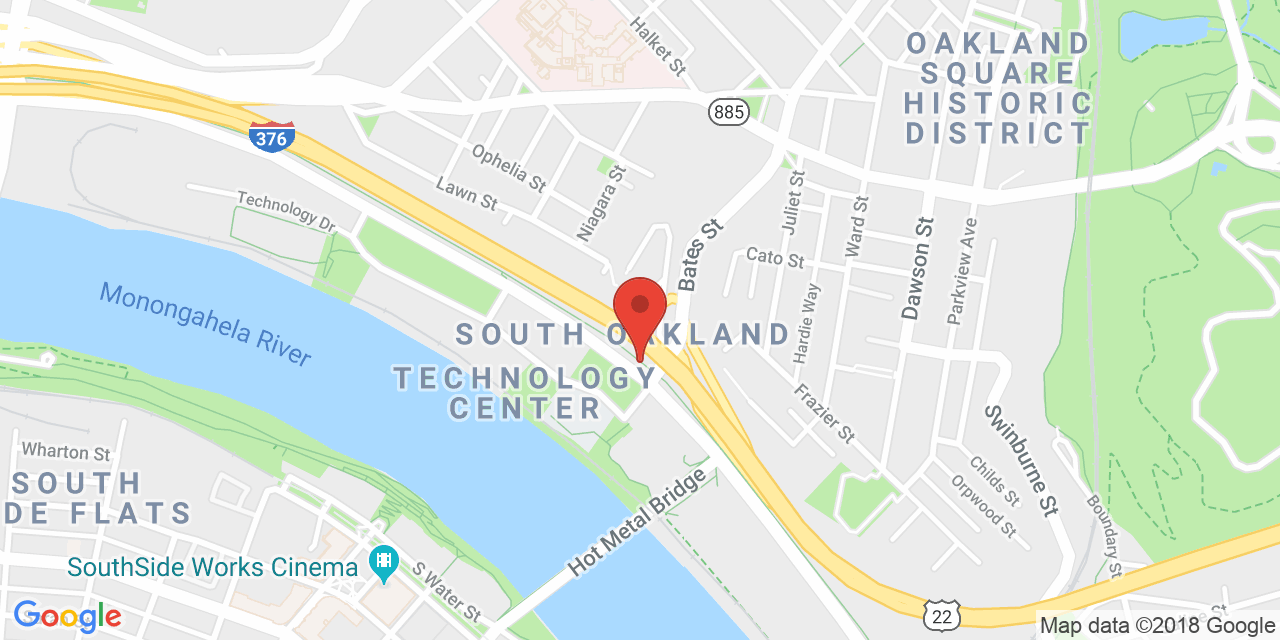 Halket St
OAKLAND
SQUARE
HISTORIC
DISTRICT
885
376
Ophelia St
Lawn St
Niagara St
Technology Dr
Juliet St
Ward St
Bates St
Cato St
Dawson St
Parkview Ave
Hardie Way
Monongahela River
SOUTH OAKLAND
TECHNOLOGY
CENTER
Frazier St
Swinburne St
Childs St
Orpwood St
Boundary St
Wharton St
SOUTH
DE FLATS
Hot Metal Bridge
SouthSide Works Cinema
S Water St
22
Google
Map data ©2018 Google